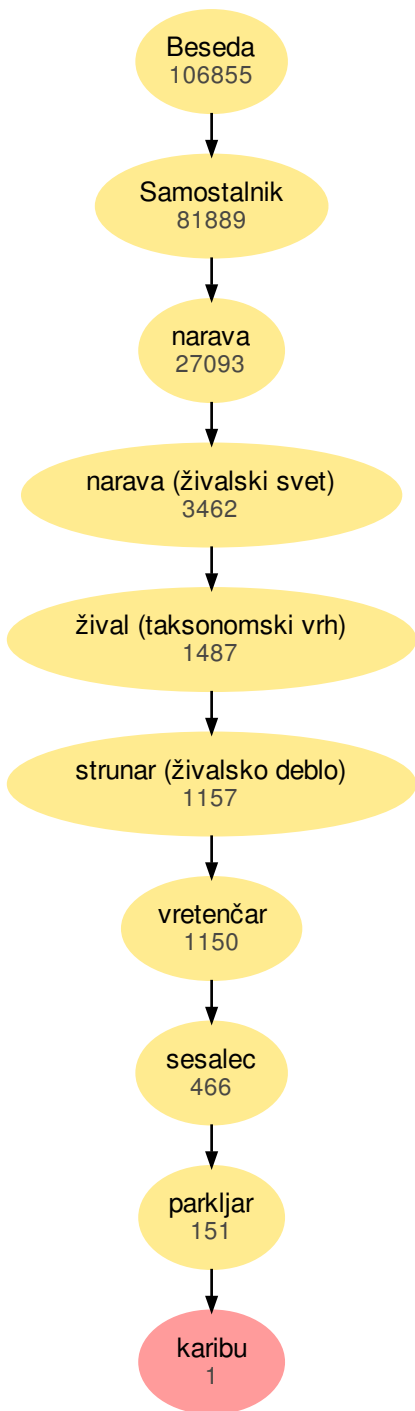 Beseda
106855
Samostalnik
81889
narava
27093
narava (živalski svet)
3462
žival (taksonomski vrh)
1487
strunar (živalsko deblo)
1157
vretenčar
1150
sesalec
466
parkljar
151
karibu
1